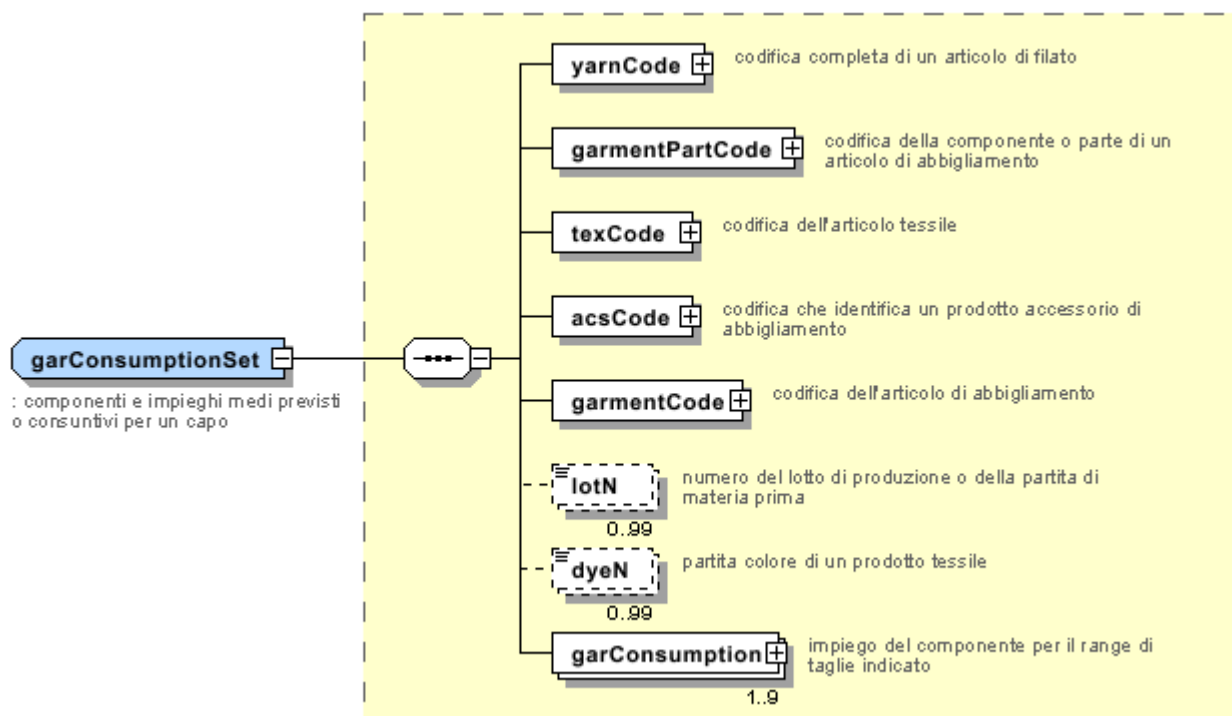 yarnCode
codifica completa di un articolo di filato
garmentPartCode
codifica della componente o parte di un
articolo di abbigliamento
texCode
codifica dell'articolo tessile
acsCode
codifica che identifica un prodotto accessorio di
abbigliamento
garConsumptionSet
: componenti e impieghi medi previsti
o consuntivi per un capo
garmentCode
codifica dell'articolo di abbigliamento
lotN
numero del lotto di produzione o della partita di
materia prima
0..99
dyeN
partita colore di un prodotto tessile
0..99
garConsumption
impiego del componente per il range di
taglie indicato
1..9